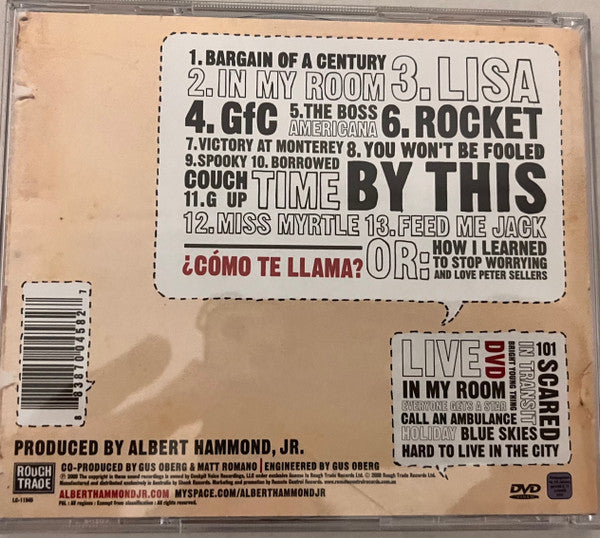 1. BARGAIN OF A CENTURY
2. IN MY ROOM 3. LISA
4. GfC 5.THE BOSS AMERICANA 6. ROCKET
7.VICTORY AT MONTEREY 8. YOU WON'T BE FOOLED
9.SPOOKY COUCH 10. BORROWED TIME BY THIS
11.G UP
12. MISS MYRTLE 13. FEED ME JACK
¿CÓMO TE LLAMA? OR: HOW I LEARNED
TO STOP WORRYING
AND LOVE PETER SELLERS
LIVE DVD
101
SCARED
IN TRANSIT
BRIGHT YOUNG THING
IN MY ROOM
EVERYONE GETS A STAR
CALL AN AMBULANCE
HOLIDAY BLUE SKIES
HARD TO LIVE IN THE CITY
8 83870 04582 7
PRODUCED BY ALBERT HAMMOND, JR.
CO-PRODUCED BY GUS OBERG & MATT ROMANO | ENGINEERED BY GUS OBERG
ROUGH TRADE
ALBERTHAMMONDJR.COM MYSPACE.COM/ALBERTHAMMONDJR
DVD